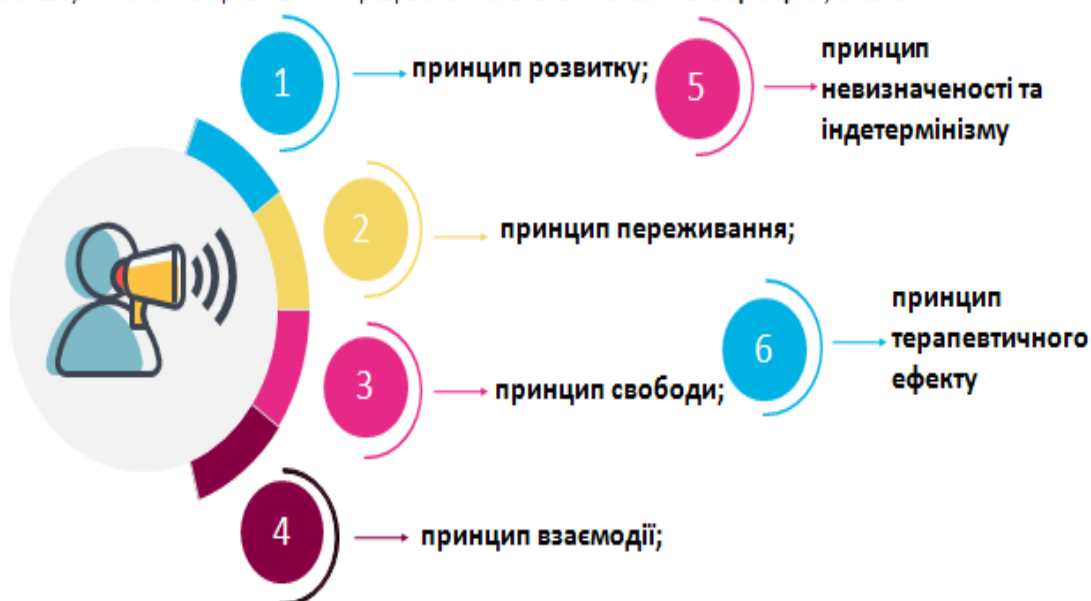 1
принцип розвитку;
2
принцип переживання;
3
принцип свободи;
4
принцип взаємодії;
5
принцип
невизначеності та
індетермінізму
6
принцип
терапевтичного
ефекту